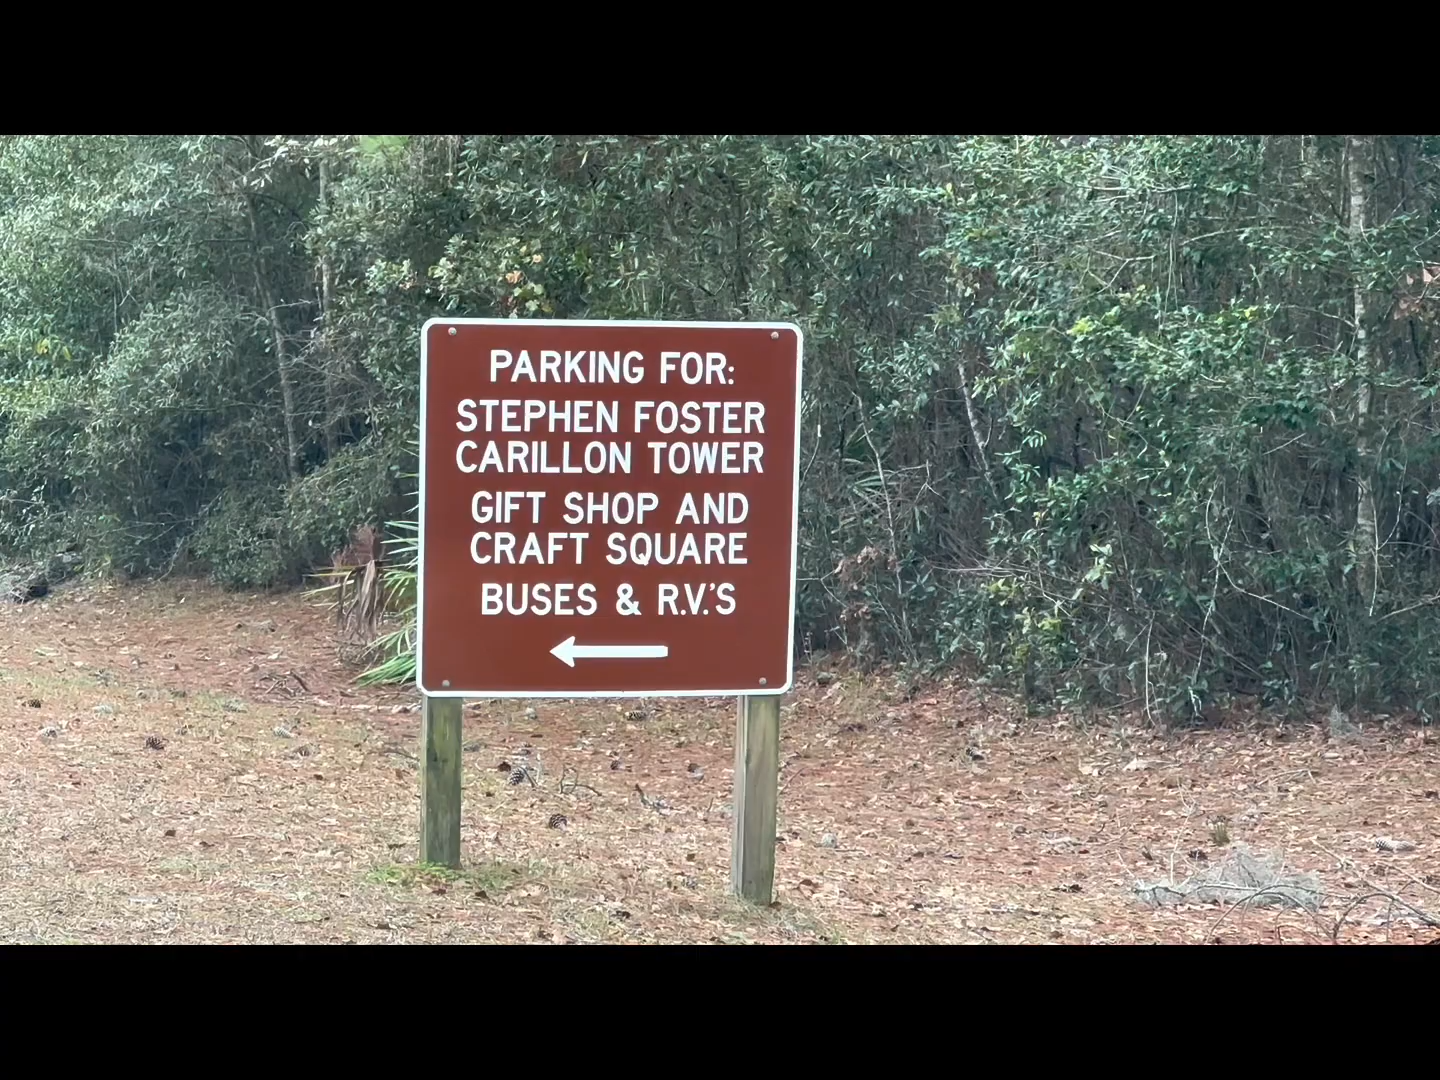 PARKING FOR:
STEPHEN FOSTER
CARILLON TOWER
GIFT SHOP AND
CRAFT SQUARE
BUSES & R.V.'S